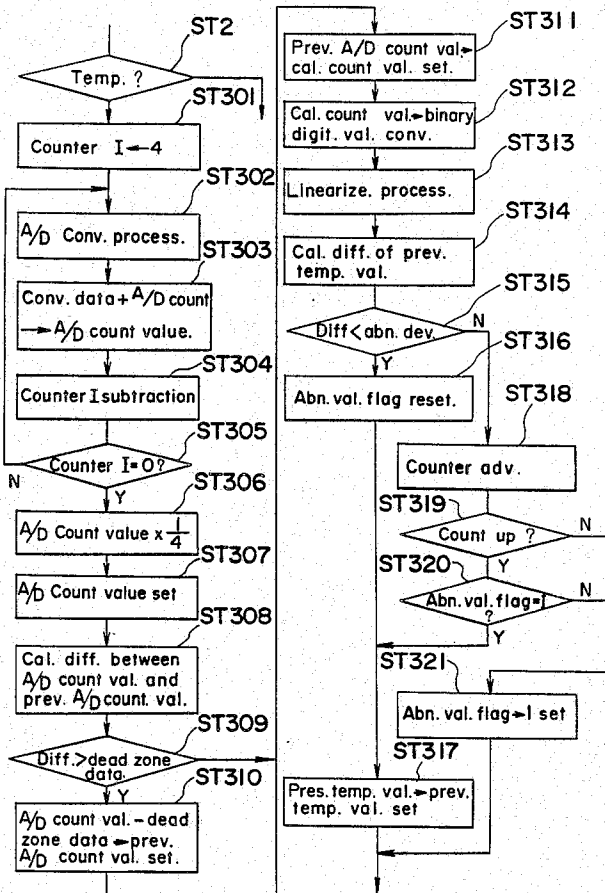 ST2
Temp. ?
ST301
Counter I ← 4
ST302
A/D Conv. process.
ST303
Conv. data + A/D count
→ A/D count value.
ST304
Counter I subtraction
ST305
Counter I=0?
N
Y
ST306
A/D Count value x 1/4
ST307
A/D Count value set
ST308
Cal. diff. between
A/D count val. and
prev. A/D count. val.
ST309
Diff.>dead zone
data.
Y
ST310
A/D count val.-dead
zone data → prev.
A/D count val. set.
ST311
Prev. A/D count val.→
cal. count val. set.
ST312
Cal. count val.→binary
digit. val. conv.
ST313
Linearize. process.
ST314
Cal. diff. of prev.
temp. val.
ST315
Diff<abn. dev.
N
Y
ST316
Abn. val. flag reset.
ST318
Counter adv.
ST319
Count up ?
N
Y
ST320
Abn. val. flag=1
?
N
Y
ST321
Abn. val. flag→1 set
ST317
Pres. temp. val.→prev.
temp. val set